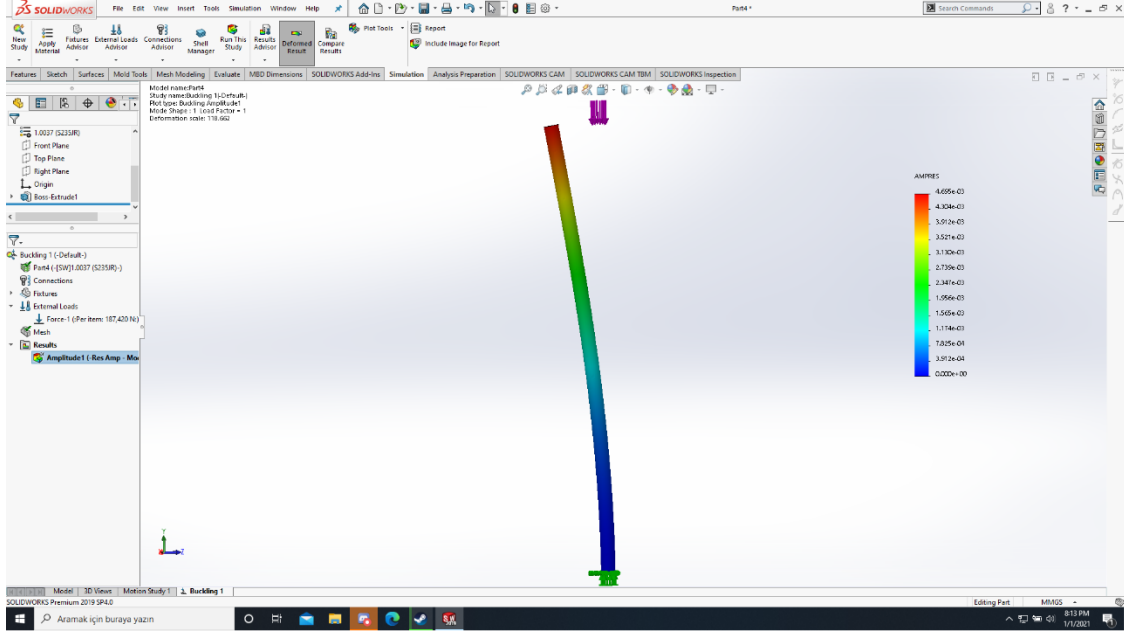 SOLIDWORKS File Edit View Insert Tools Simulation Window Help
Part4 *
Search Commands
New Study
Apply Material
Fixtures Advisor
External Loads Advisor
Connections Advisor
Shell Manager
Run This Study
Results Advisor
Deformed Result
Compare Results
Plot Tools
Report
Include Image for Report
Features Sketch Surfaces Mold Tools Mesh Modeling Evaluate MBD Dimensions SOLIDWORKS Add-Ins Simulation Analysis Preparation SOLIDWORKS CAM SOLIDWORKS CAM TBM SOLIDWORKS Inspection
Model name:Part4
Study name:Buckling 1(-Default-)
Plot type: Buckling Amplitude1
Mode Shape : 1 Load Factor = 1
Deformation scale: 118.662
1.0037 (S235JR)
Front Plane
Top Plane
Right Plane
Origin
Boss-Extrude1
Buckling 1 (-Default-)
Part4 (-[SW]1.0037 (S235JR)-)
Connections
Fixtures
External Loads
Force-1 (:Per item: 187,420 N:)
Mesh
Results
Amplitude1 (-Res Amp - Mo
AMPRES
4.695e-03
4.304e-03
3.912e-03
3.521e-03
3.130e-03
2.739e-03
2.347e-03
1.956e-03
1.565e-03
1.174e-03
7.825e-04
3.912e-04
0.000e+00
Y
Z
Model 3D Views Motion Study 1 Buckling 1
SOLIDWORKS Premium 2019 SP4.0
Editing Part MMGS
Aramak için buraya yazın
8:13 PM
1/1/2021